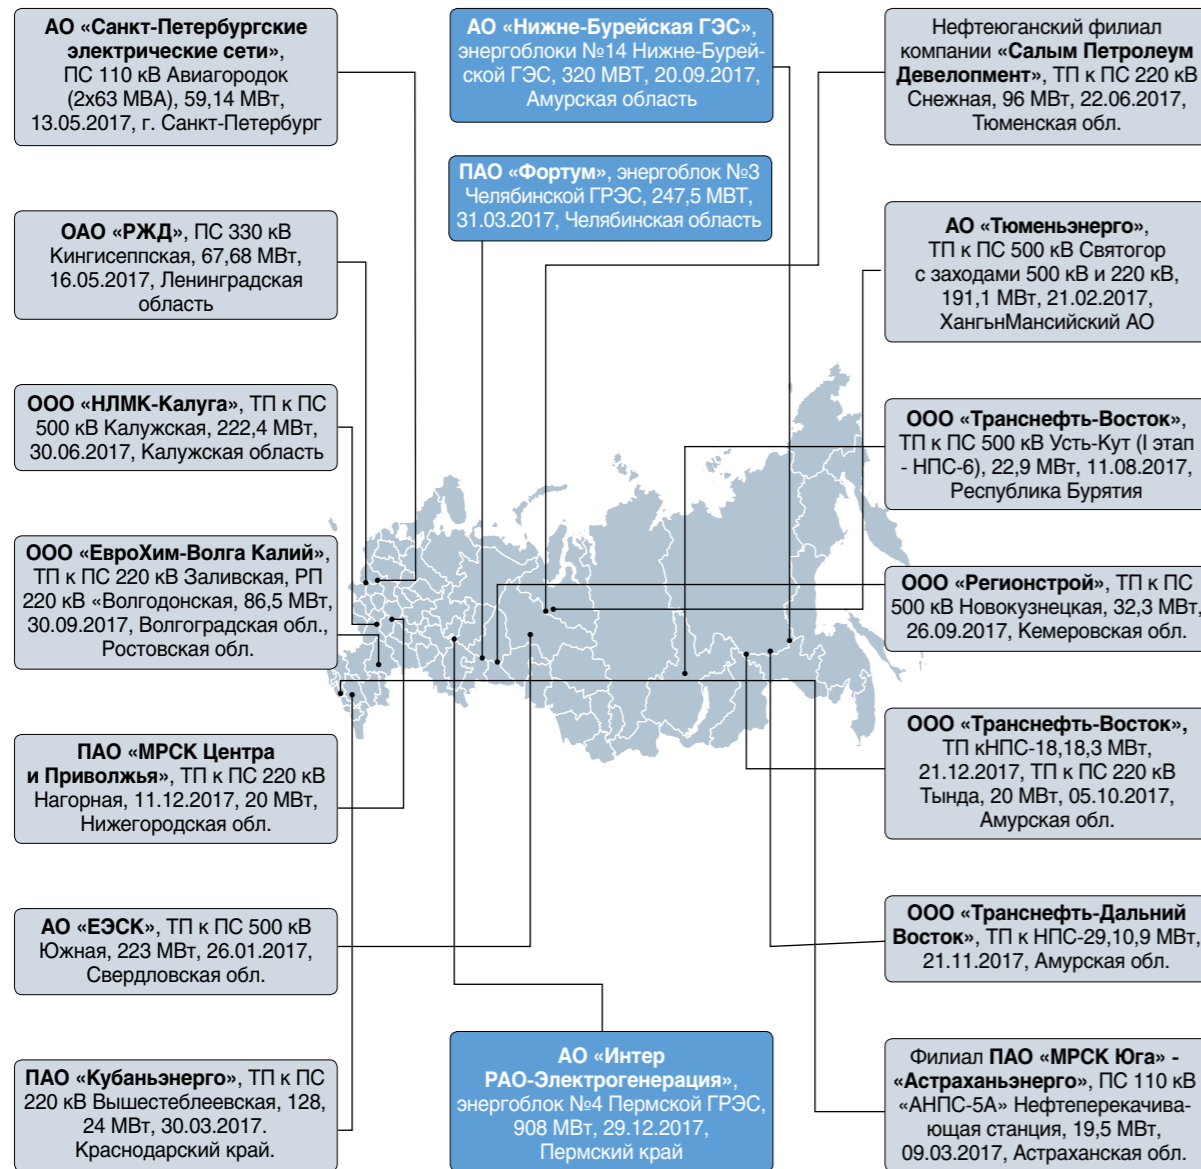 АО «Санкт-Петербургские
электрические сети»,
ПС 110 кВ Авиагородок
(2х63 МВА), 59,14 МВт,
13.05.2017, г. Санкт-Петербург
ОАО «РЖД», ПС 330 кВ
Кингисеппская, 67,68 МВт,
16.05.2017, Ленинградская
область
ООО «НЛМК-Калуга», ТП к ПС
500 кВ Калужская, 222,4 МВт,
30.06.2017, Калужская область
ООО «ЕвроХим-Волга Калий»,
ТП к ПС 220 кВ Заливская, РП
220 кВ «Волгодонская, 86,5 МВт,
30.09.2017, Волгоградская обл.,
Ростовская обл.
ПАО «МРСК Центра
и Приволжья», ТП к ПС 220 кВ
Нагорная, 11.12.2017, 20 МВт,
Нижегородская обл.
АО «ЕЭСК», ТП к ПС 500 кВ
Южная, 223 МВт, 26.01.2017,
Свердловская обл.
ПАО «Кубаньэнерго», ТП к ПС
220 кВ Вышестеблеевская, 128,
24 МВт, 30.03.2017.
Краснодарский край.
АО «Нижне-Бурейская ГЭС»,
энергоблоки №14 Нижне-Бурей-
ской ГЭС, 320 МВТ, 20.09.2017,
Амурская область
ПАО «Фортум», энергоблок №3
Челябинской ГРЭС, 247,5 МВТ,
31.03.2017, Челябинская область
АО «Интер
РАО-Электрогенерация»,
энергоблок №4 Пермской ГРЭС,
908 МВт, 29.12.2017,
Пермский край
Нефтеюганский филиал
компании «Салым Петролеум
Девелопмент», ТП к ПС 220 кВ
Снежная, 96 МВт, 22.06.2017,
Тюменская обл.
АО «Тюменьэнерго»,
ТП к ПС 500 кВ Святогор
с заходами 500 кВ и 220 кВ,
191,1 МВт, 21.02.2017,
ХангьнМансийский АО
ООО «Транснефть-Восток»,
ТП к ПС 500 кВ Усть-Кут (I этап
- НПС-6), 22,9 МВт, 11.08.2017,
Республика Бурятия
ООО «Регионстрой», ТП к ПС
500 кВ Новокузнецкая, 32,3 МВт,
26.09.2017, Кемеровская обл.
ООО «Транснефть-Восток»,
ТП кНПС-18,18,3 МВт,
21.12.2017, ТП к ПС 220 кВ
Тында, 20 МВт, 05.10.2017,
Амурская обл.
ООО «Транснефть-Дальний
Восток», ТП к НПС-29,10,9 МВт,
21.11.2017, Амурская обл.
Филиал ПАО «МРСК Юга» -
«Астраханьэнерго», ПС 110 кВ
«АНПС-5А» Нефтеперекачива-
ющая станция, 19,5 МВт,
09.03.2017, Астраханская обл.